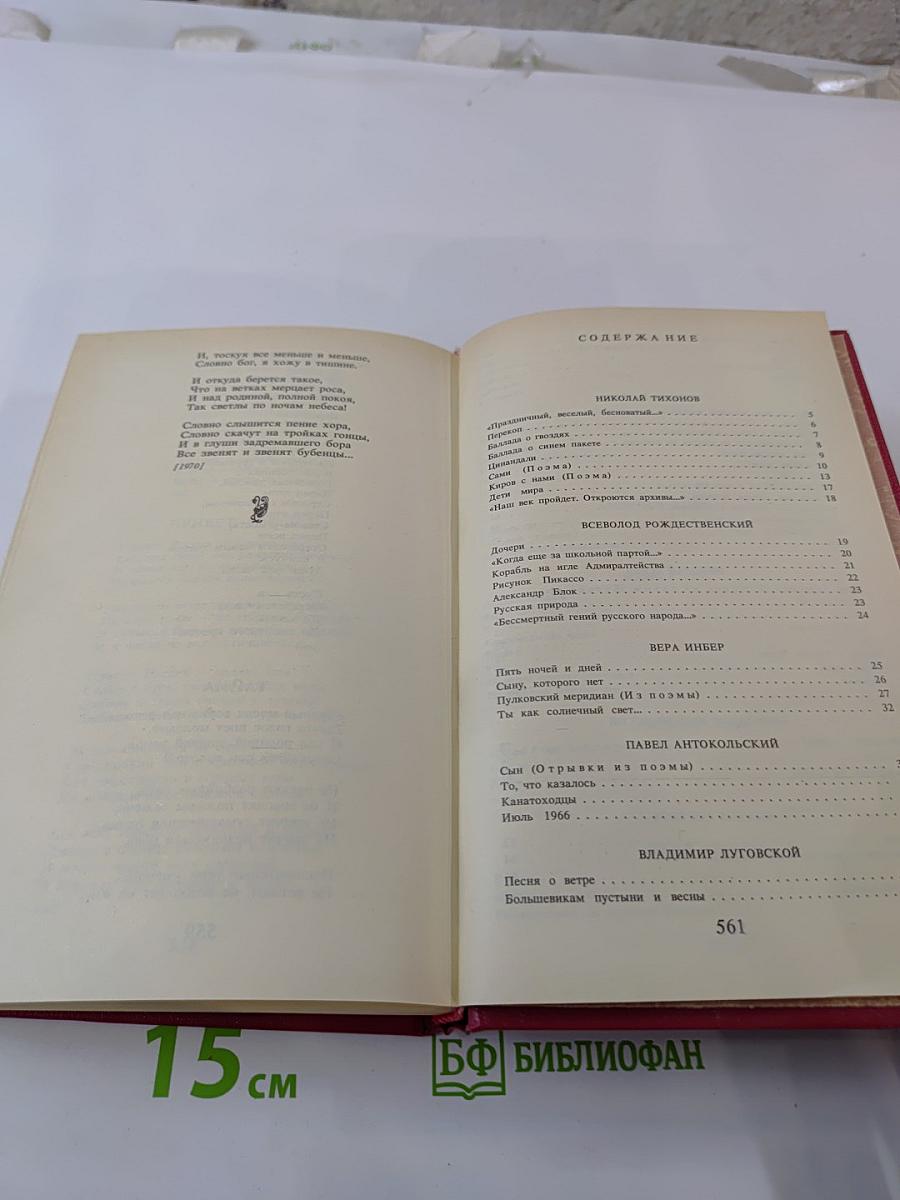 И, тоскуя все меньше и меньше,
Словно бог, я хожу в тишине.
И откуда берется такое,
Что на ветках мерцает роса,
И над родиной, полной покоя,
Так светлы по ночам небеса!
Словно слышится пение хора,
Словно скачут на тройках гонцы,
И в глуши задремавшего бора
Все звенят и звенят бубенцы...
[1970]
СОДЕРЖАНИЕ
НИКОЛАЙ ТИХОНОВ
«Праздничный, веселый, бесноватый...» 5
Перекоп 6
Баллада о гвоздях 7
Баллада о синем пакете 8
Цинандали 9
Сами (Поэма) 10
Киров с нами (Поэма) 13
Дети мира 17
«Наш век пройдет. Откроются архивы...» 18
ВСЕВОЛОД РОЖДЕСТВЕНСКИЙ
Дочери 19
«Когда еще за школьной партой...» 20
Корабль на игле Адмиралтейства 21
Рисунок Пикассо 22
Александр Блок 23
Русская природа 23
«Бессмертный гений русского народа...» 24
ВЕРА ИНБЕР
Пять ночей и дней 25
Сыну, которого нет 26
Пулковский меридиан (Из поэмы) 27
Ты как солнечный свет... 32
ПАВЕЛ АНТОКОЛЬСКИЙ
Сын (Отрывки из поэмы)
То, что казалось
Канатоходцы
Июль 1966
ВЛАДИМИР ЛУГОВСКОЙ
Песня о ветре
Большевикам пустыни и весны
561
15 см
БФ БИБЛИОФАН